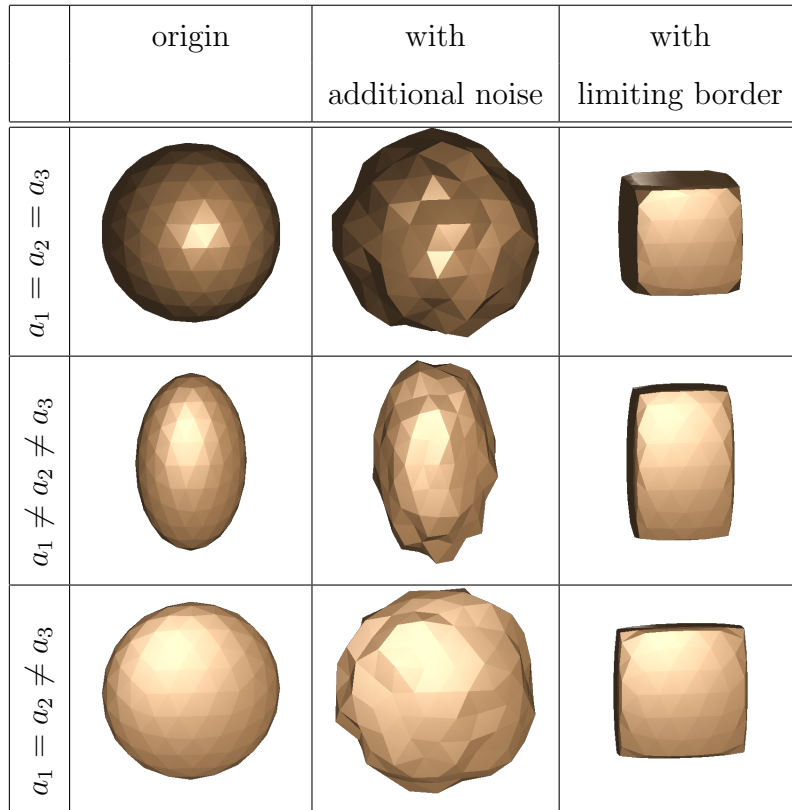 origin
with
additional noise
with
limiting border
a₁ = a₂ = a₃
a₁ ≠ a₂ ≠ a₃
a₁ = a₂ ≠ a₃